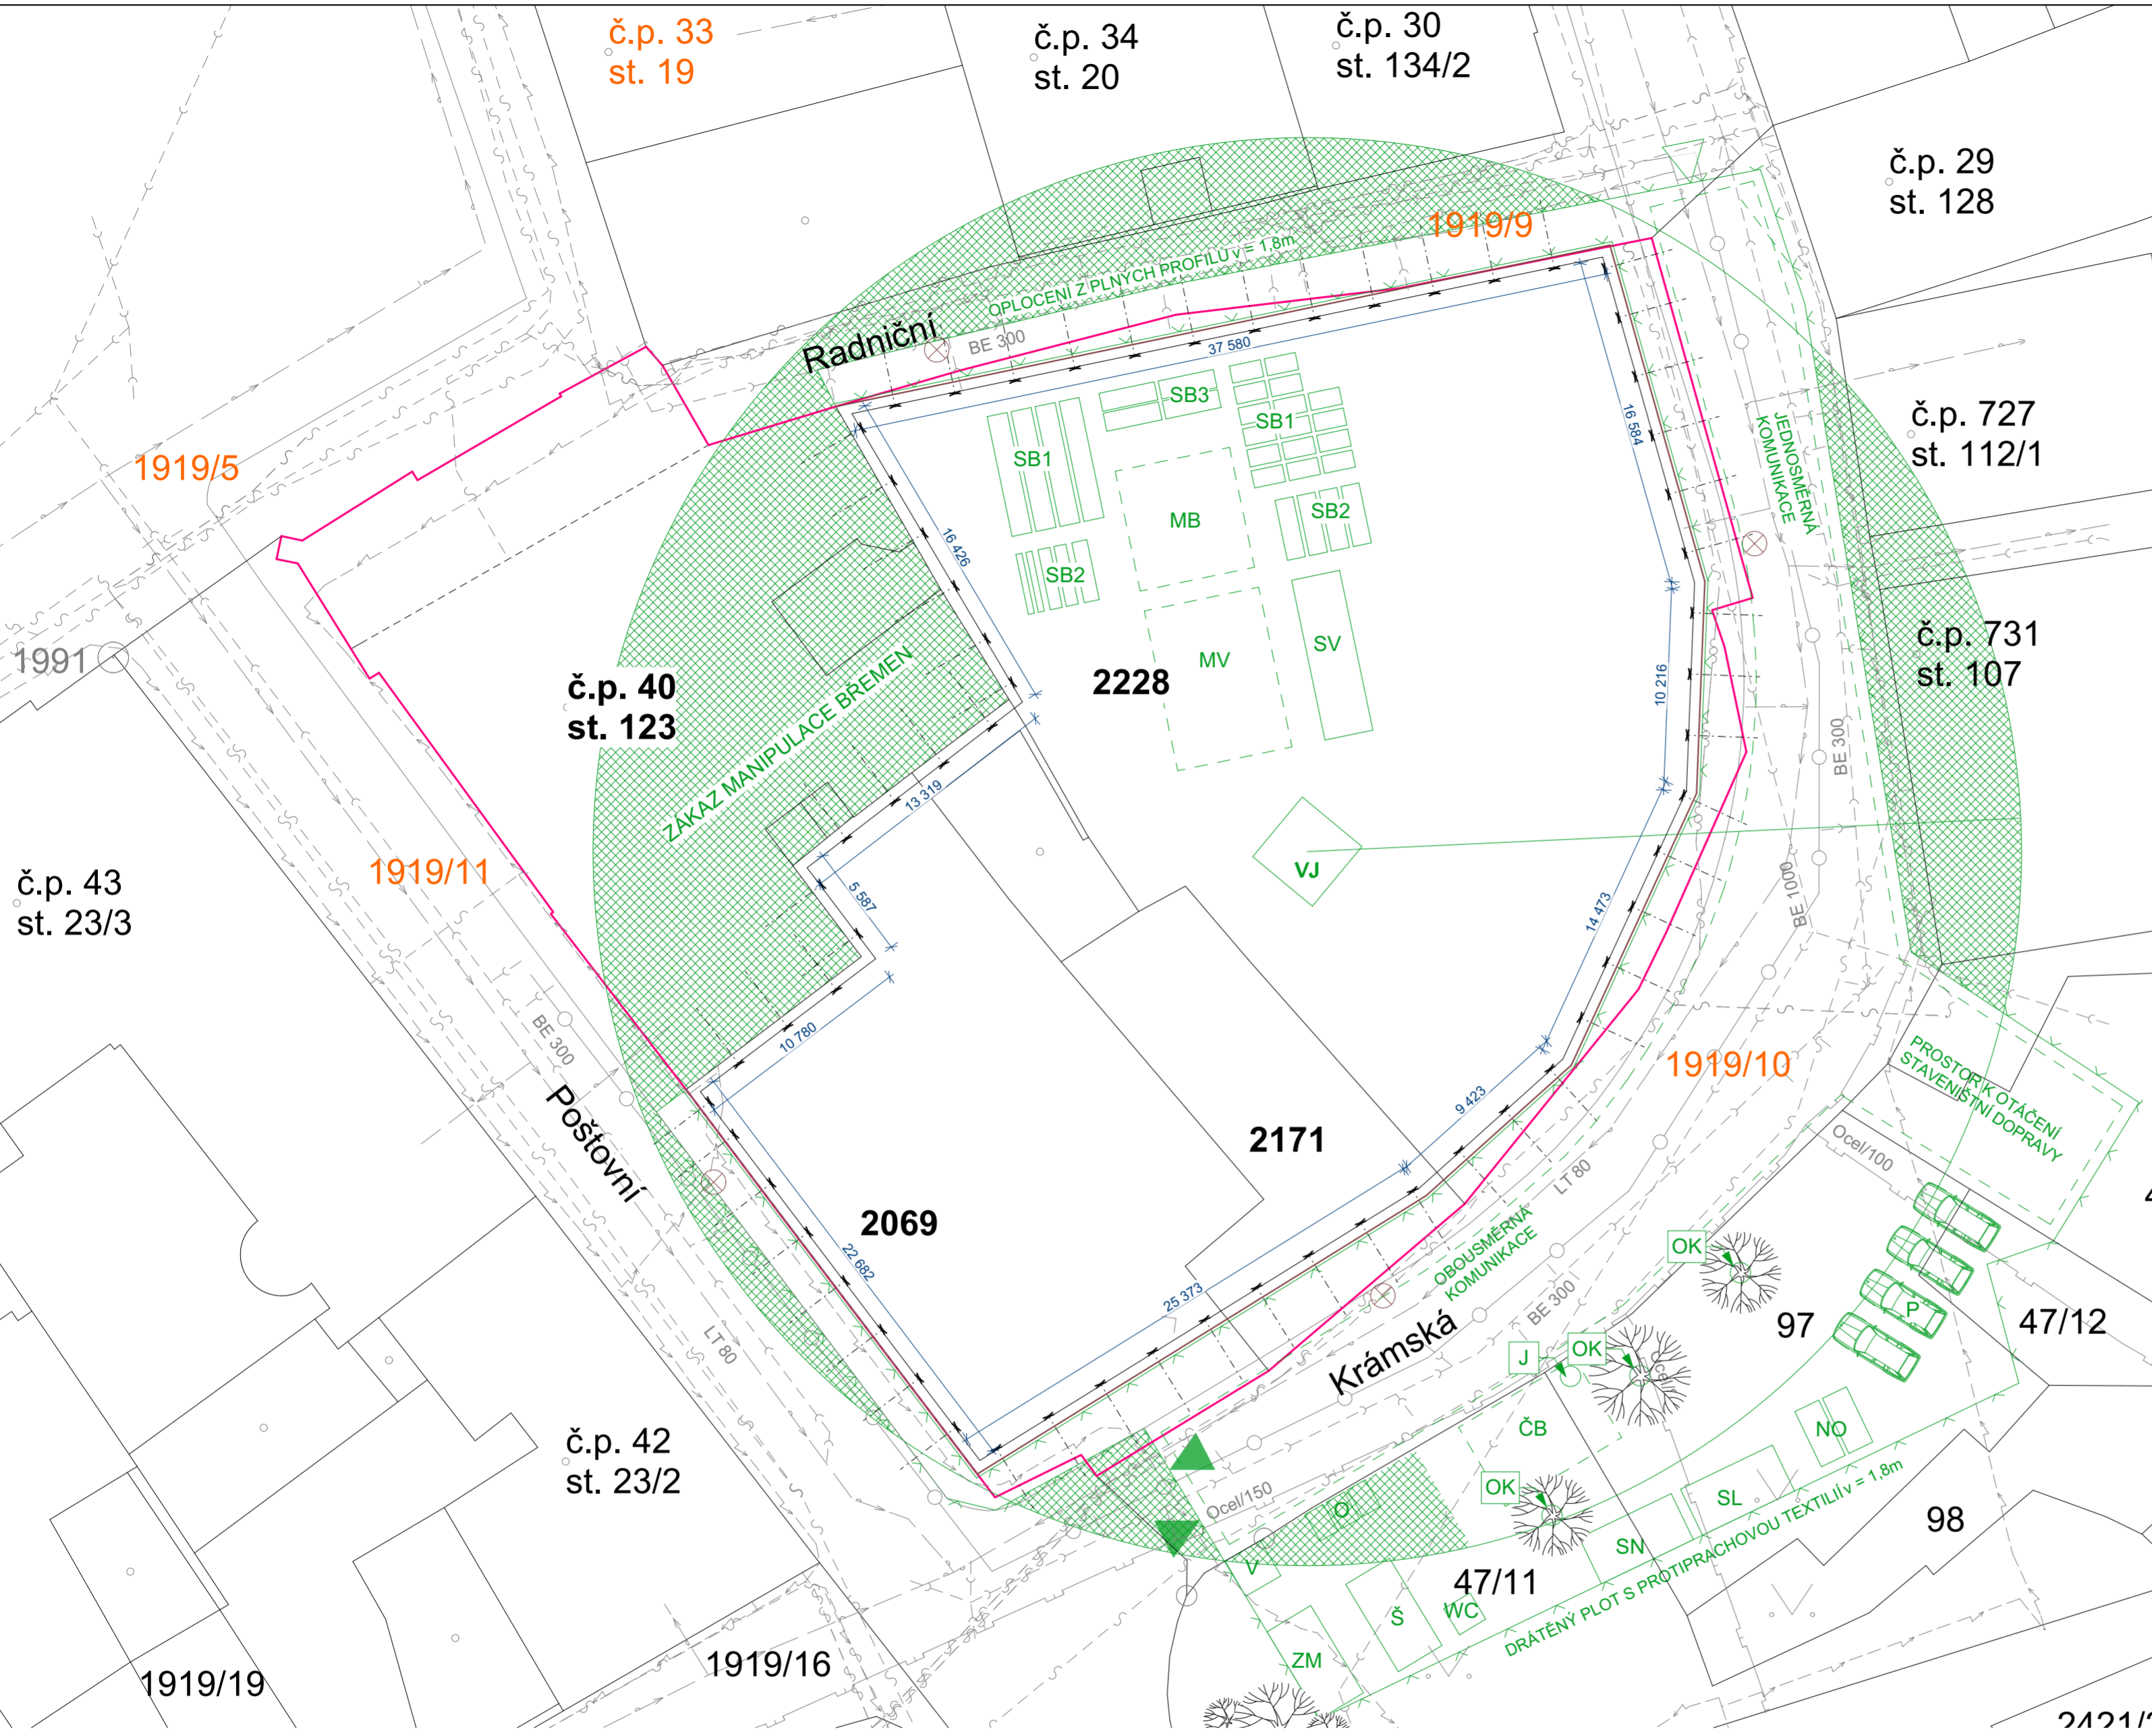 č.p. 33
st. 19
č.p. 34
st. 20
č.p. 30
st. 134/2
č.p. 29
st. 128
1919/9
OPLOCENÍ Z PLNÝCH PROFILŮ v = 1,8m
Radniční
BE 300
37 580
SB3
SB1
SB1
16 584
JEDNOSMĚRNÁ
KOMUNIKACE
č.p. 727
st. 112/1
1919/5
16 426
MB
SB2
SB2
1991
č.p. 40
st. 123
ZÁKAZ MANIPULACE BŘEMEN
2228
MV
SV
10 216
č.p. 731
st. 107
BE 300
13 319
1919/11
5 587
VJ
14 473
BE 1000
č.p. 43
st. 23/3
BE 300
10 780
1919/10
PROSTOR K OTÁČENÍ
STAVENIŠTNÍ DOPRAVY
9 423
Poštovní
2171
LT 80
Ocel/100
2069
22 682
25 373
OBOUSMĚRNÁ
KOMUNIKACE
OK
LT 80
BE 300
97
P
47/12
Krámská
J
OK
č.p. 42
st. 23/2
ČB
NO
Ocel/150
O
OK
SL
98
SN
DRÁTĚNÝ PLOT S PROTIPRACHOVOU TEXTILIÍ v = 1,8m
V
47/11
Š
WC
ZM
1919/19
1919/16